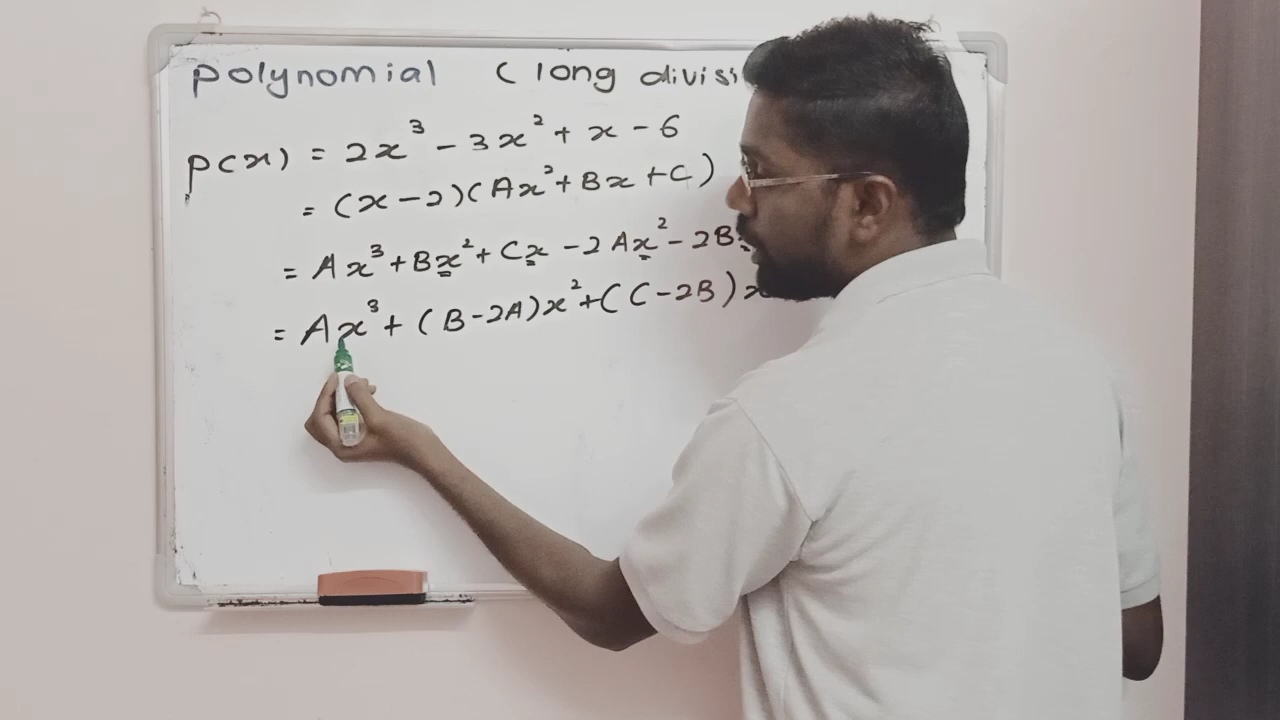 polynomial (long divisi
p(x) = 2x³ - 3x² + x - 6
= (x - 2)(Ax² + Bx + C)
= Ax³ + Bx² + Cx - 2Ax² - 2B
= Ax³ + (B - 2A)x² + (C - 2B)x